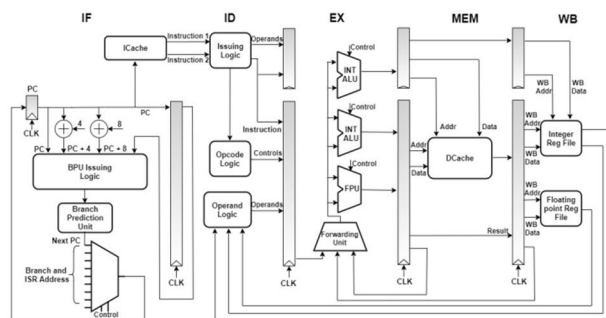 IF
ID
EX
MEM
WB
ICache
Instruction 1
Instruction 2
Issuing
Logic
Operands
Control
INT
ALU
WB
Addr
WB
Data
PC
CLK
4
8
PC
PC
PC + 4
PC + 8
BPU Issuing
Logic
Branch
Prediction
Unit
Next PC
Branch and
ISR Address
Control
CLK
Instruction
Opcode
Logic
Controls
Operand
Logic
Operands
CLK
Control
INT
ALU
Control
FPU
Forwarding
Unit
Addr
Data
Addr
Data
DCache
Result
CLK
CLK
WB
Addr
WB
Data
Integer
Reg File
WB
Addr
WB
Data
Floating
point Reg
File